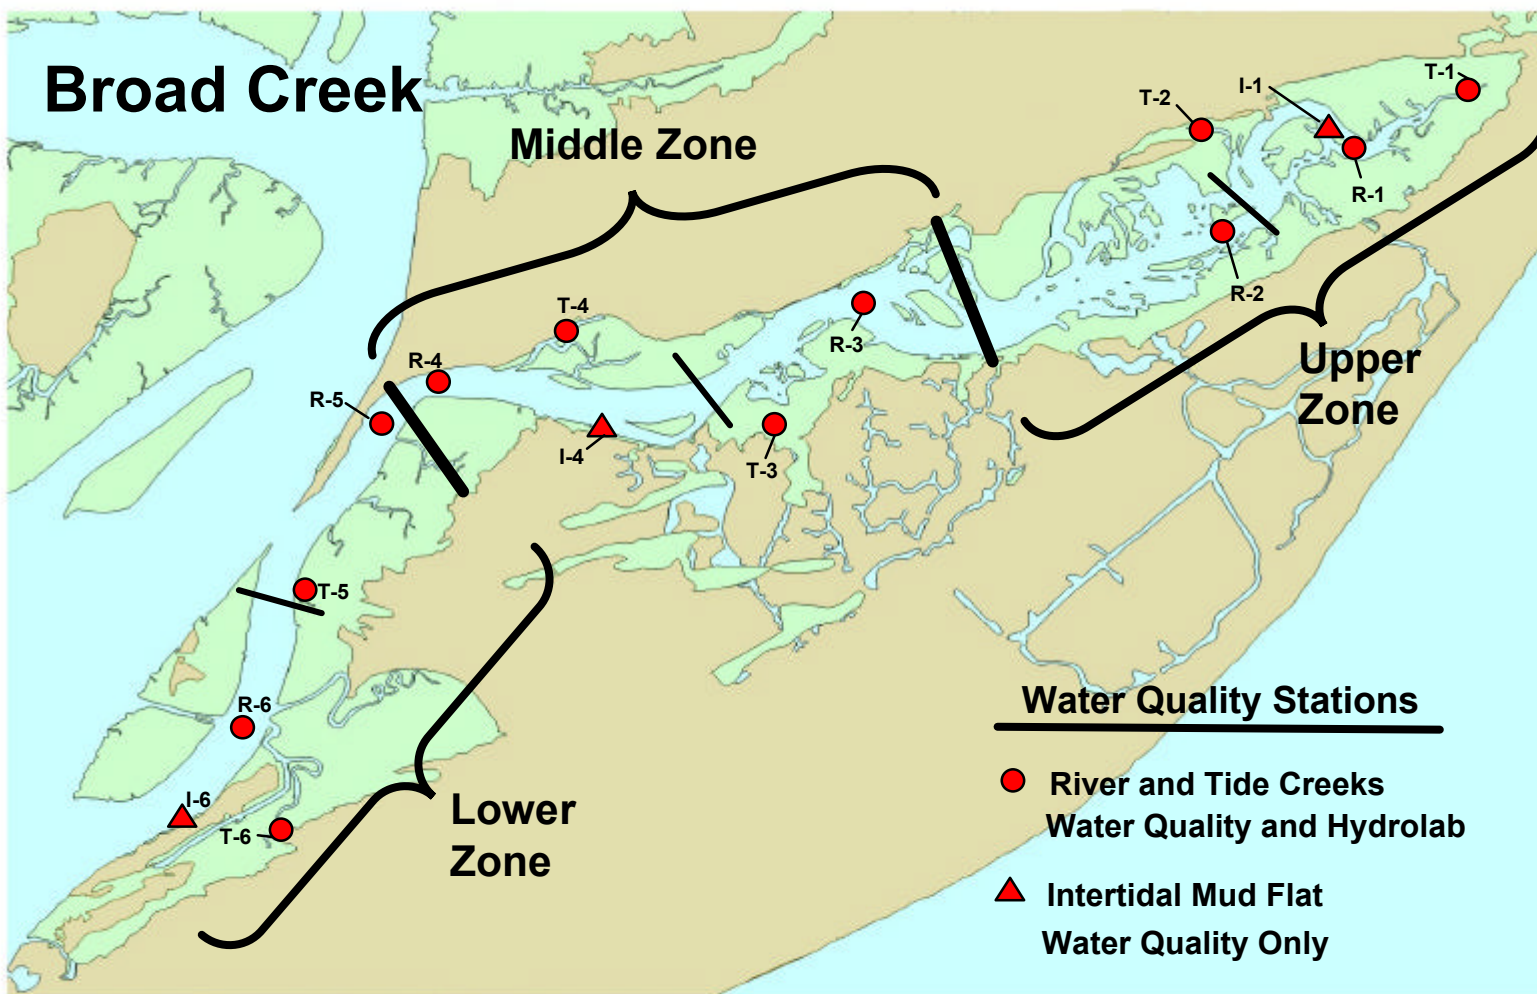 Broad Creek
Middle Zone
T-1
I-1
T-2
R-1
R-2
T-4
R-3
R-4
R-5
I-4
T-3
Upper
Zone
T-5
R-6
I-6
T-6
Lower
Zone
Water Quality Stations
River and Tide Creeks
Water Quality and Hydrolab
Intertidal Mud Flat
Water Quality Only